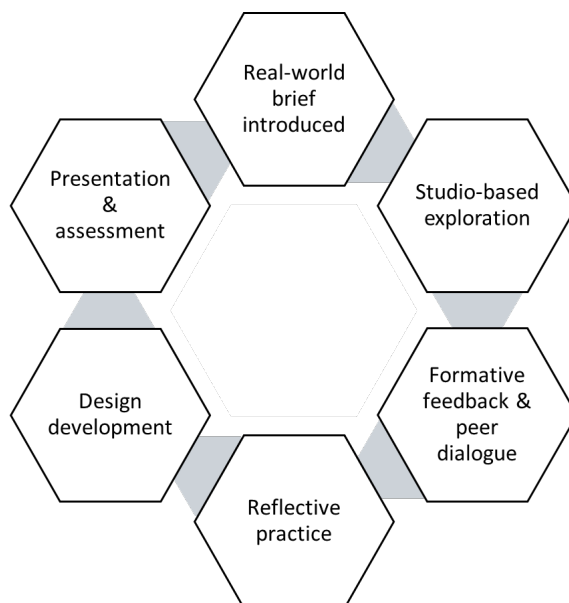 Real-world
brief
introduced
Studio-based
exploration
Formative
feedback &
peer
dialogue
Reflective
practice
Design
development
Presentation
&
assessment